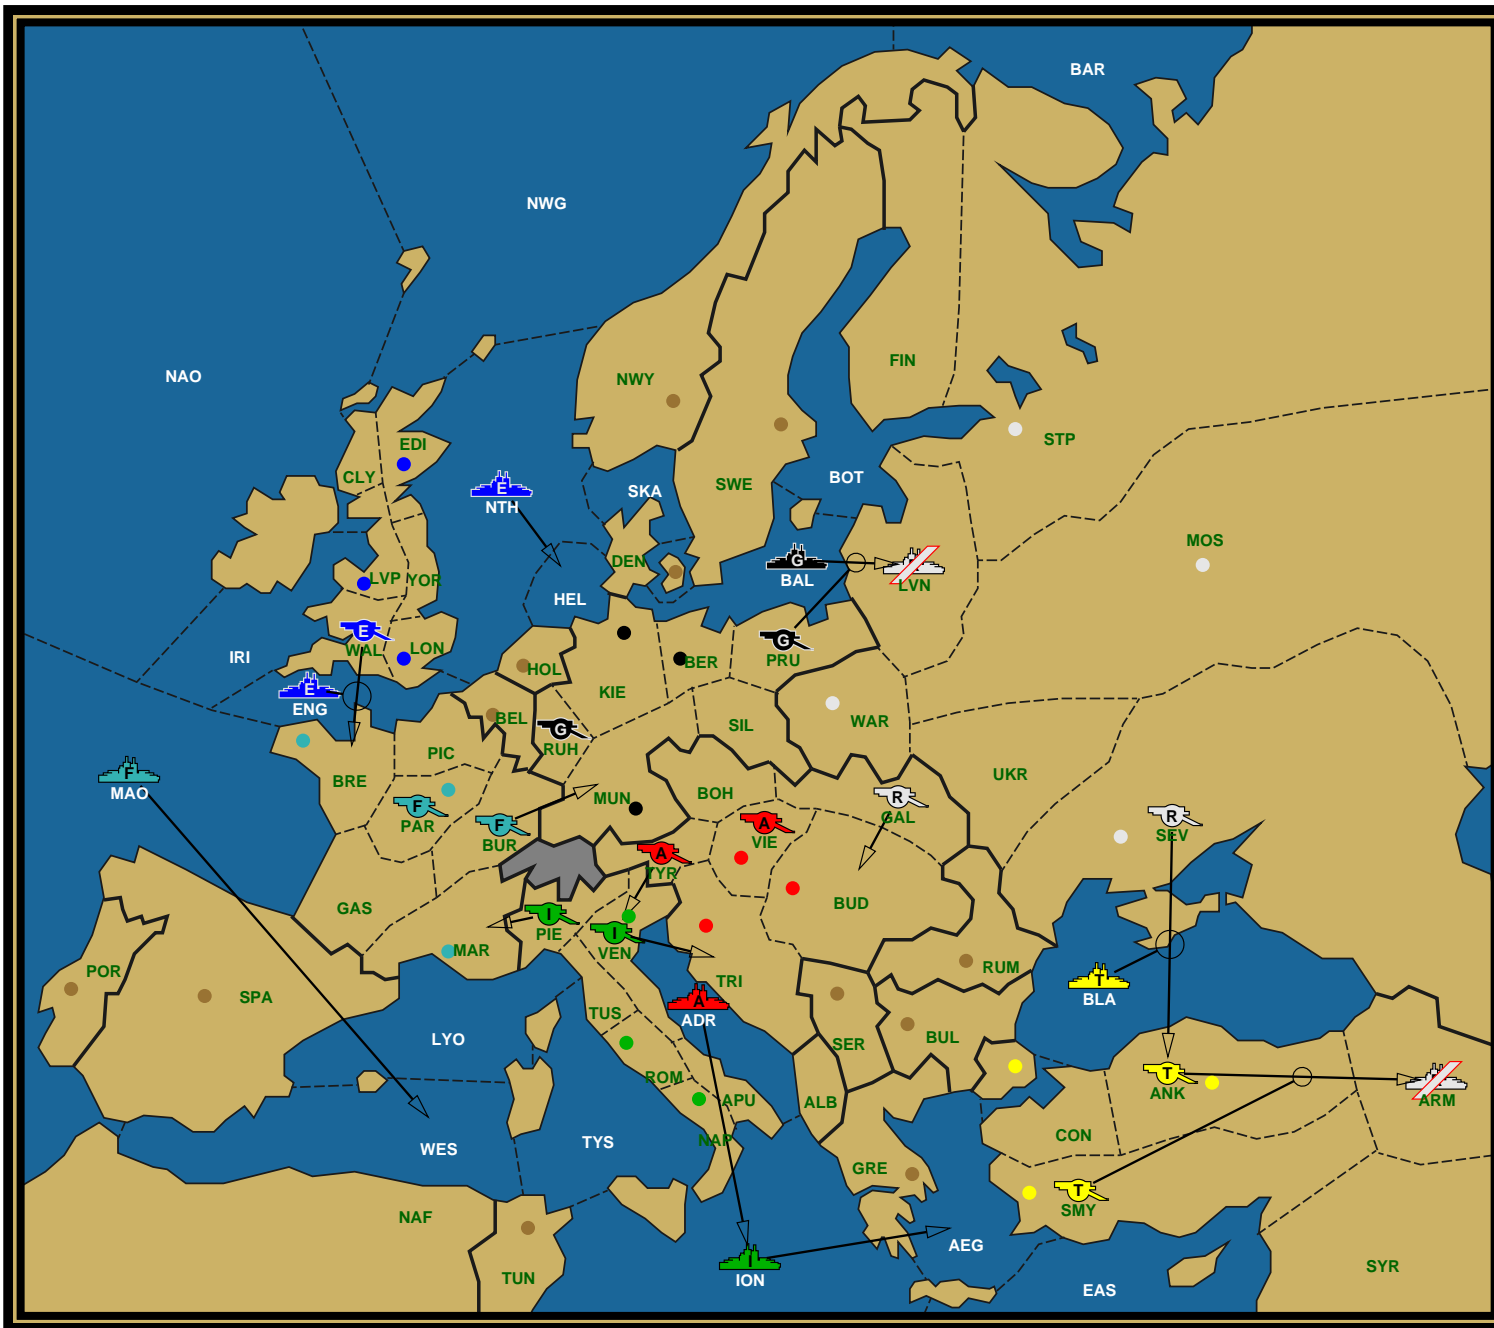 BAR
NWG
NAO
FIN
NWY
EDI
STP
CLY
SWE
BOT
SKA
E
NTH
MOS
DEN
G
BAL
LVN
LVP
YOR
HEL
E
WAL
LON
IRI
G
PRU
BER
HOL
KIE
E
ENG
BEL
WAR
SIL
G
RUH
PIC
BRE
UKR
F
MAO
BOH
MUN
R
GAL
F
PAR
F
BUR
A
VIE
R
SEV
A
TYR
BUD
GAS
I
PIE
I
VEN
MAR
RUM
POR
SPA
TRI
T
BLA
TUS
A
ADR
LYO
BUL
SER
ROM
T
ANK
ARM
APU
ALB
CON
NAP
TYS
WES
GRE
T
SMY
NAF
AEG
I
ION
TUN
SYR
EAS